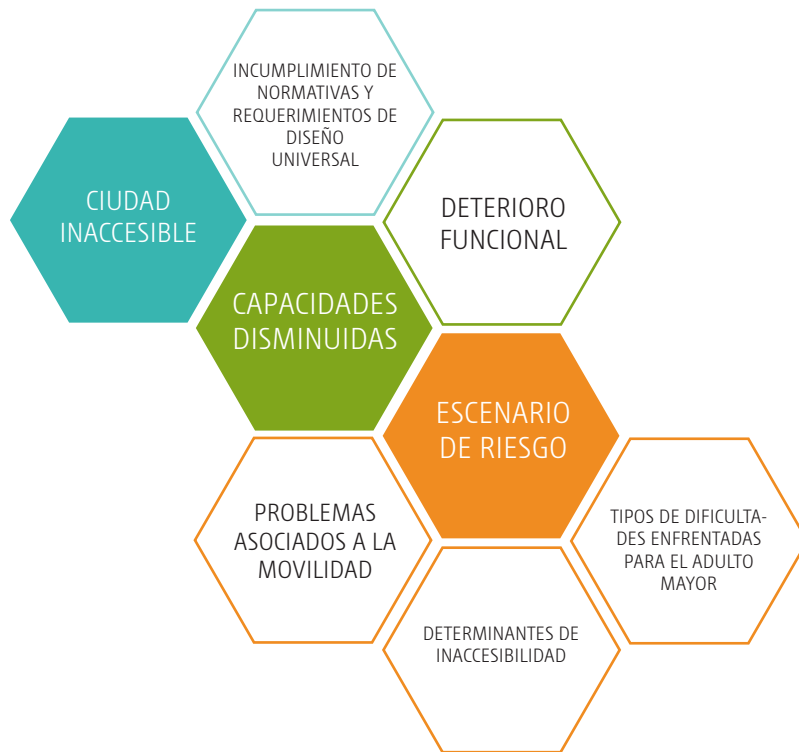 INCUMPLIMIENTO DE
NORMATIVAS Y
REQUERIMIENTOS DE
DISEÑO
UNIVERSAL
CIUDAD
INACCESIBLE
DETERIORO
FUNCIONAL
CAPACIDADES
DISMINUIDAS
ESCENARIO
DE RIESGO
PROBLEMAS
ASOCIADOS A LA
MOVILIDAD
TIPOS DE DIFICULTA-
DES ENFRENTADAS
PARA EL ADULTO
MAYOR
DETERMINANTES DE
INACCESIBILIDAD